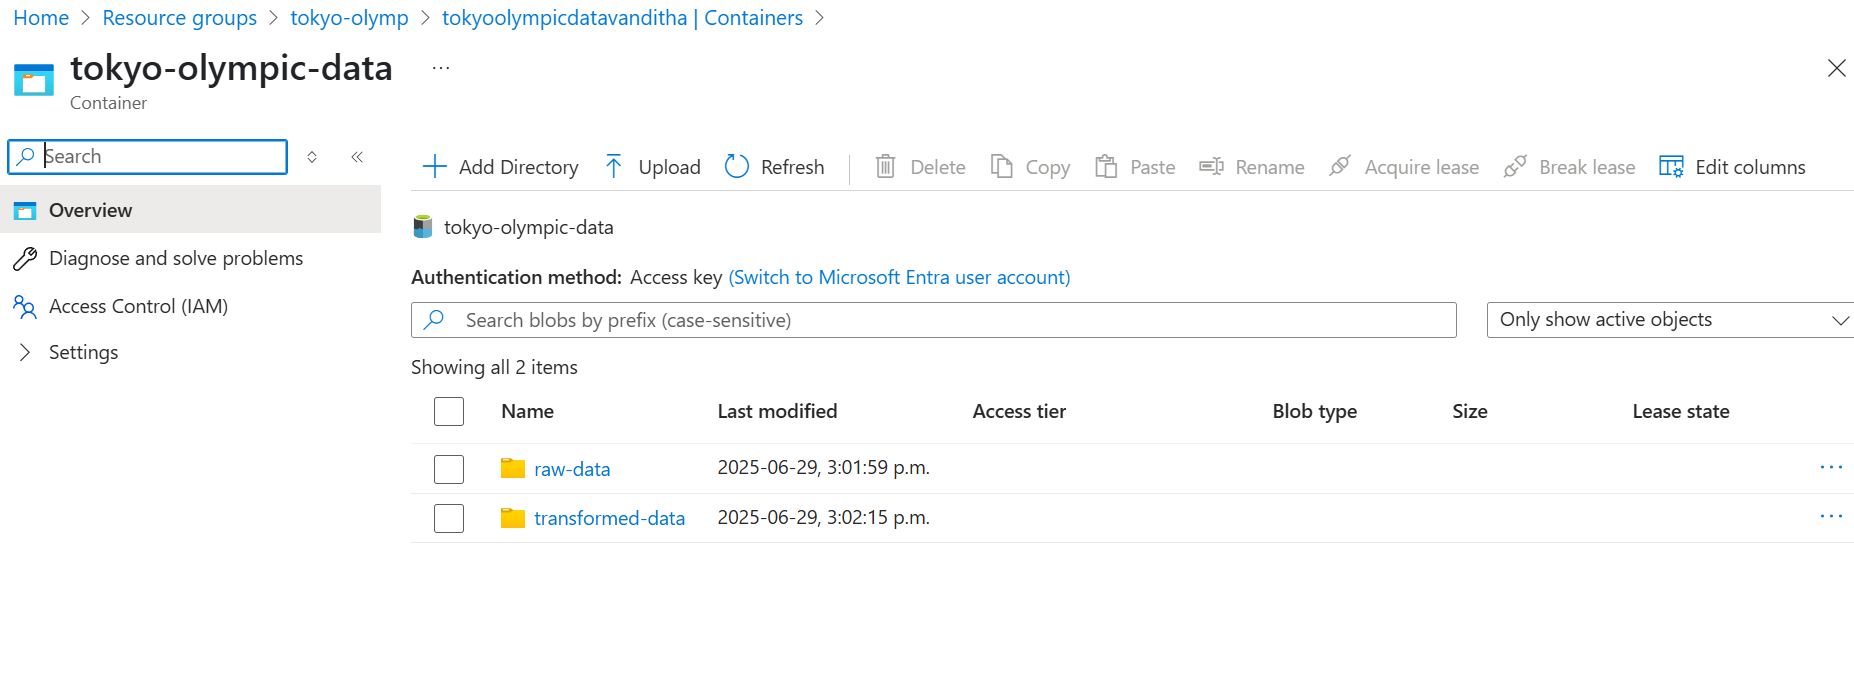 Home > Resource groups > tokyo-olymp > tokyoolympicdatavanditha | Containers >
tokyo-olympic-data ...
Container
Search
Overview
Diagnose and solve problems
Access Control (IAM)
Settings
Add Directory Upload Refresh Delete Copy Paste Rename Acquire lease Break lease Edit columns
tokyo-olympic-data
Authentication method: Access key (Switch to Microsoft Entra user account)
Search blobs by prefix (case-sensitive) Only show active objects
Showing all 2 items
Name Last modified Access tier Blob type Size Lease state
raw-data 2025-06-29, 3:01:59 p.m. ...
transformed-data 2025-06-29, 3:02:15 p.m. ...